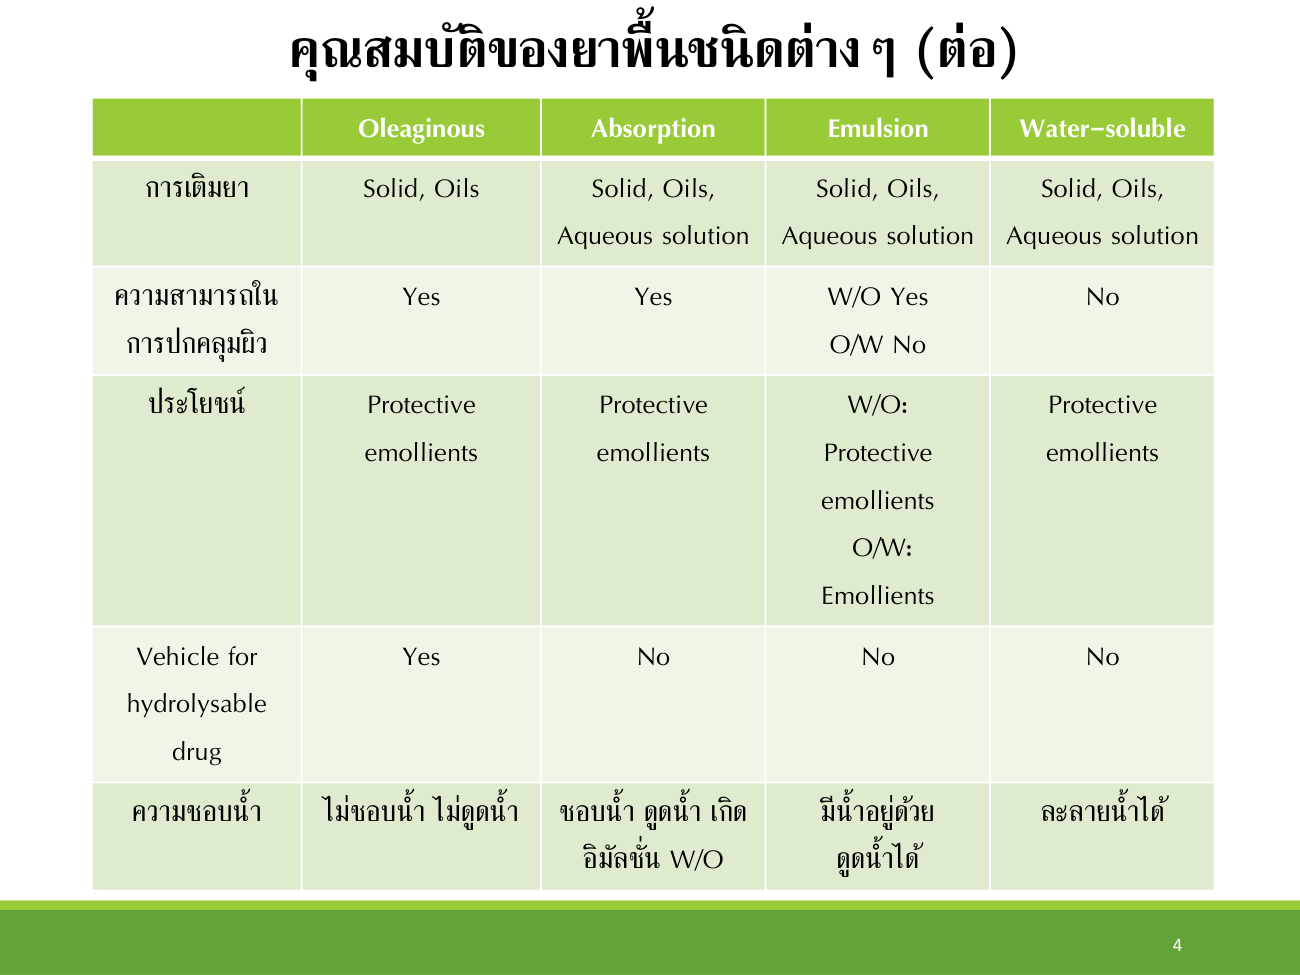 คุณสมบัติของยาพื้นชนิดต่าง ๆ (ต่อ)
Oleaginous Absorption Emulsion Water-soluble
การเติมยา Solid, Oils Solid, Oils, Solid, Oils, Solid, Oils,
Aqueous solution Aqueous solution Aqueous solution
ความสามารถใน Yes Yes W/O Yes No
การปกคลุมผิว O/W No
ประโยชน์ Protective Protective W/O: Protective
emollients emollients Protective emollients
emollients
O/W:
Emollients
Vehicle for Yes No No No
hydrolysable
drug
ความชอบน้ำ ไม่ชอบน้ำ ไม่ดูดน้ำ ชอบน้ำ ดูดน้ำ เกิด มีน้ำอยู่ด้วย ละลายน้ำได้
อิมัลชั่น W/O ดูดน้ำได้
4